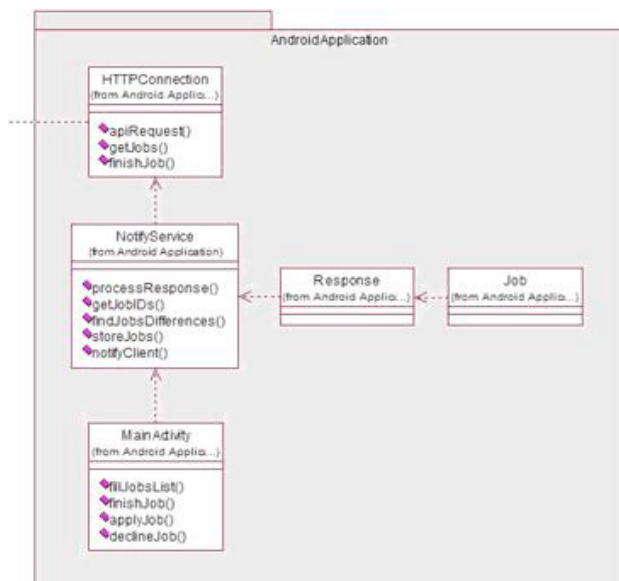 AndroidApplication
HTTPConnection
(from Android Applica...)
apiRequest()
getJobs()
finishJob()
NotifyService
(from Android Application)
processResponse()
getJobIDs()
findJobsDifferences()
storeJobs()
notifyClient()
Response
(from Android Applica...)
Job
(from Android Applica...)
MainActivity
(from Android Applica...)
fillJobsList()
finishJob()
applyJob()
declineJob()